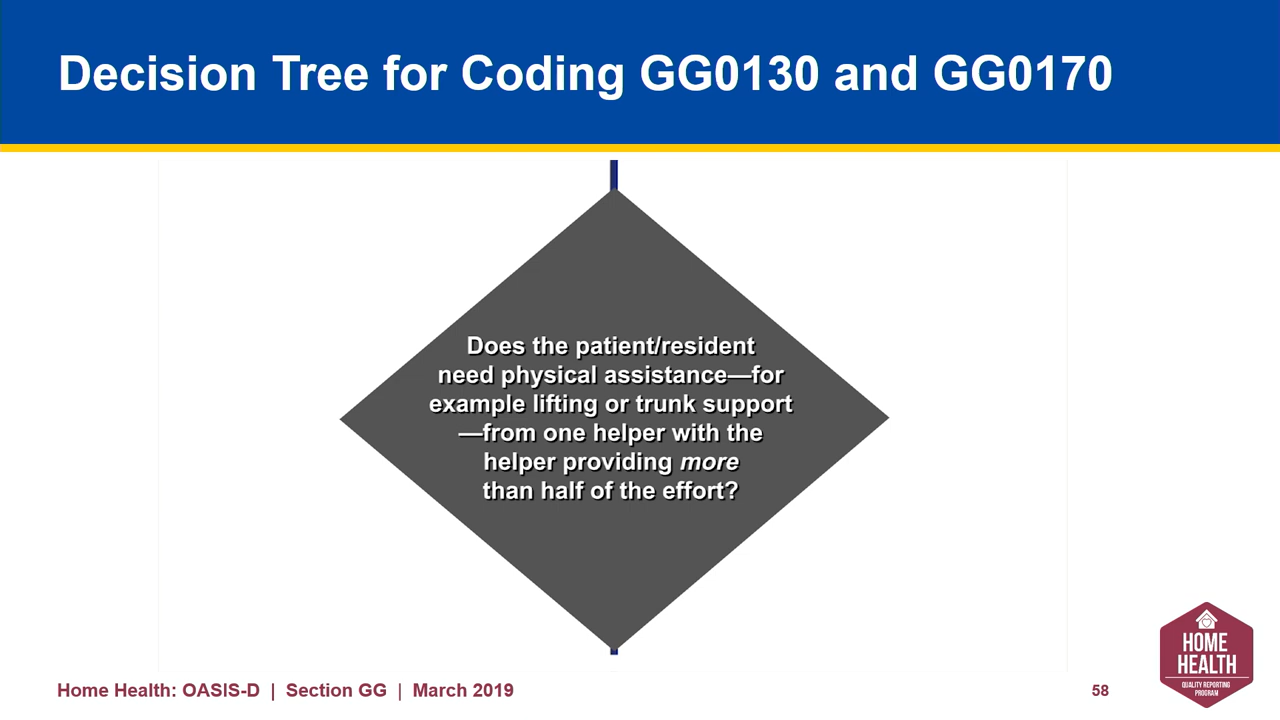 Decision Tree for Coding GG0130 and GG0170
Does the patient/resident
need physical assistance—for
example lifting or trunk support
—from one helper with the
helper providing more
than half of the effort?
Home Health: OASIS-D | Section GG | March 2019
58
HOME
HEALTH
QUALITY REPORTING
PROGRAM